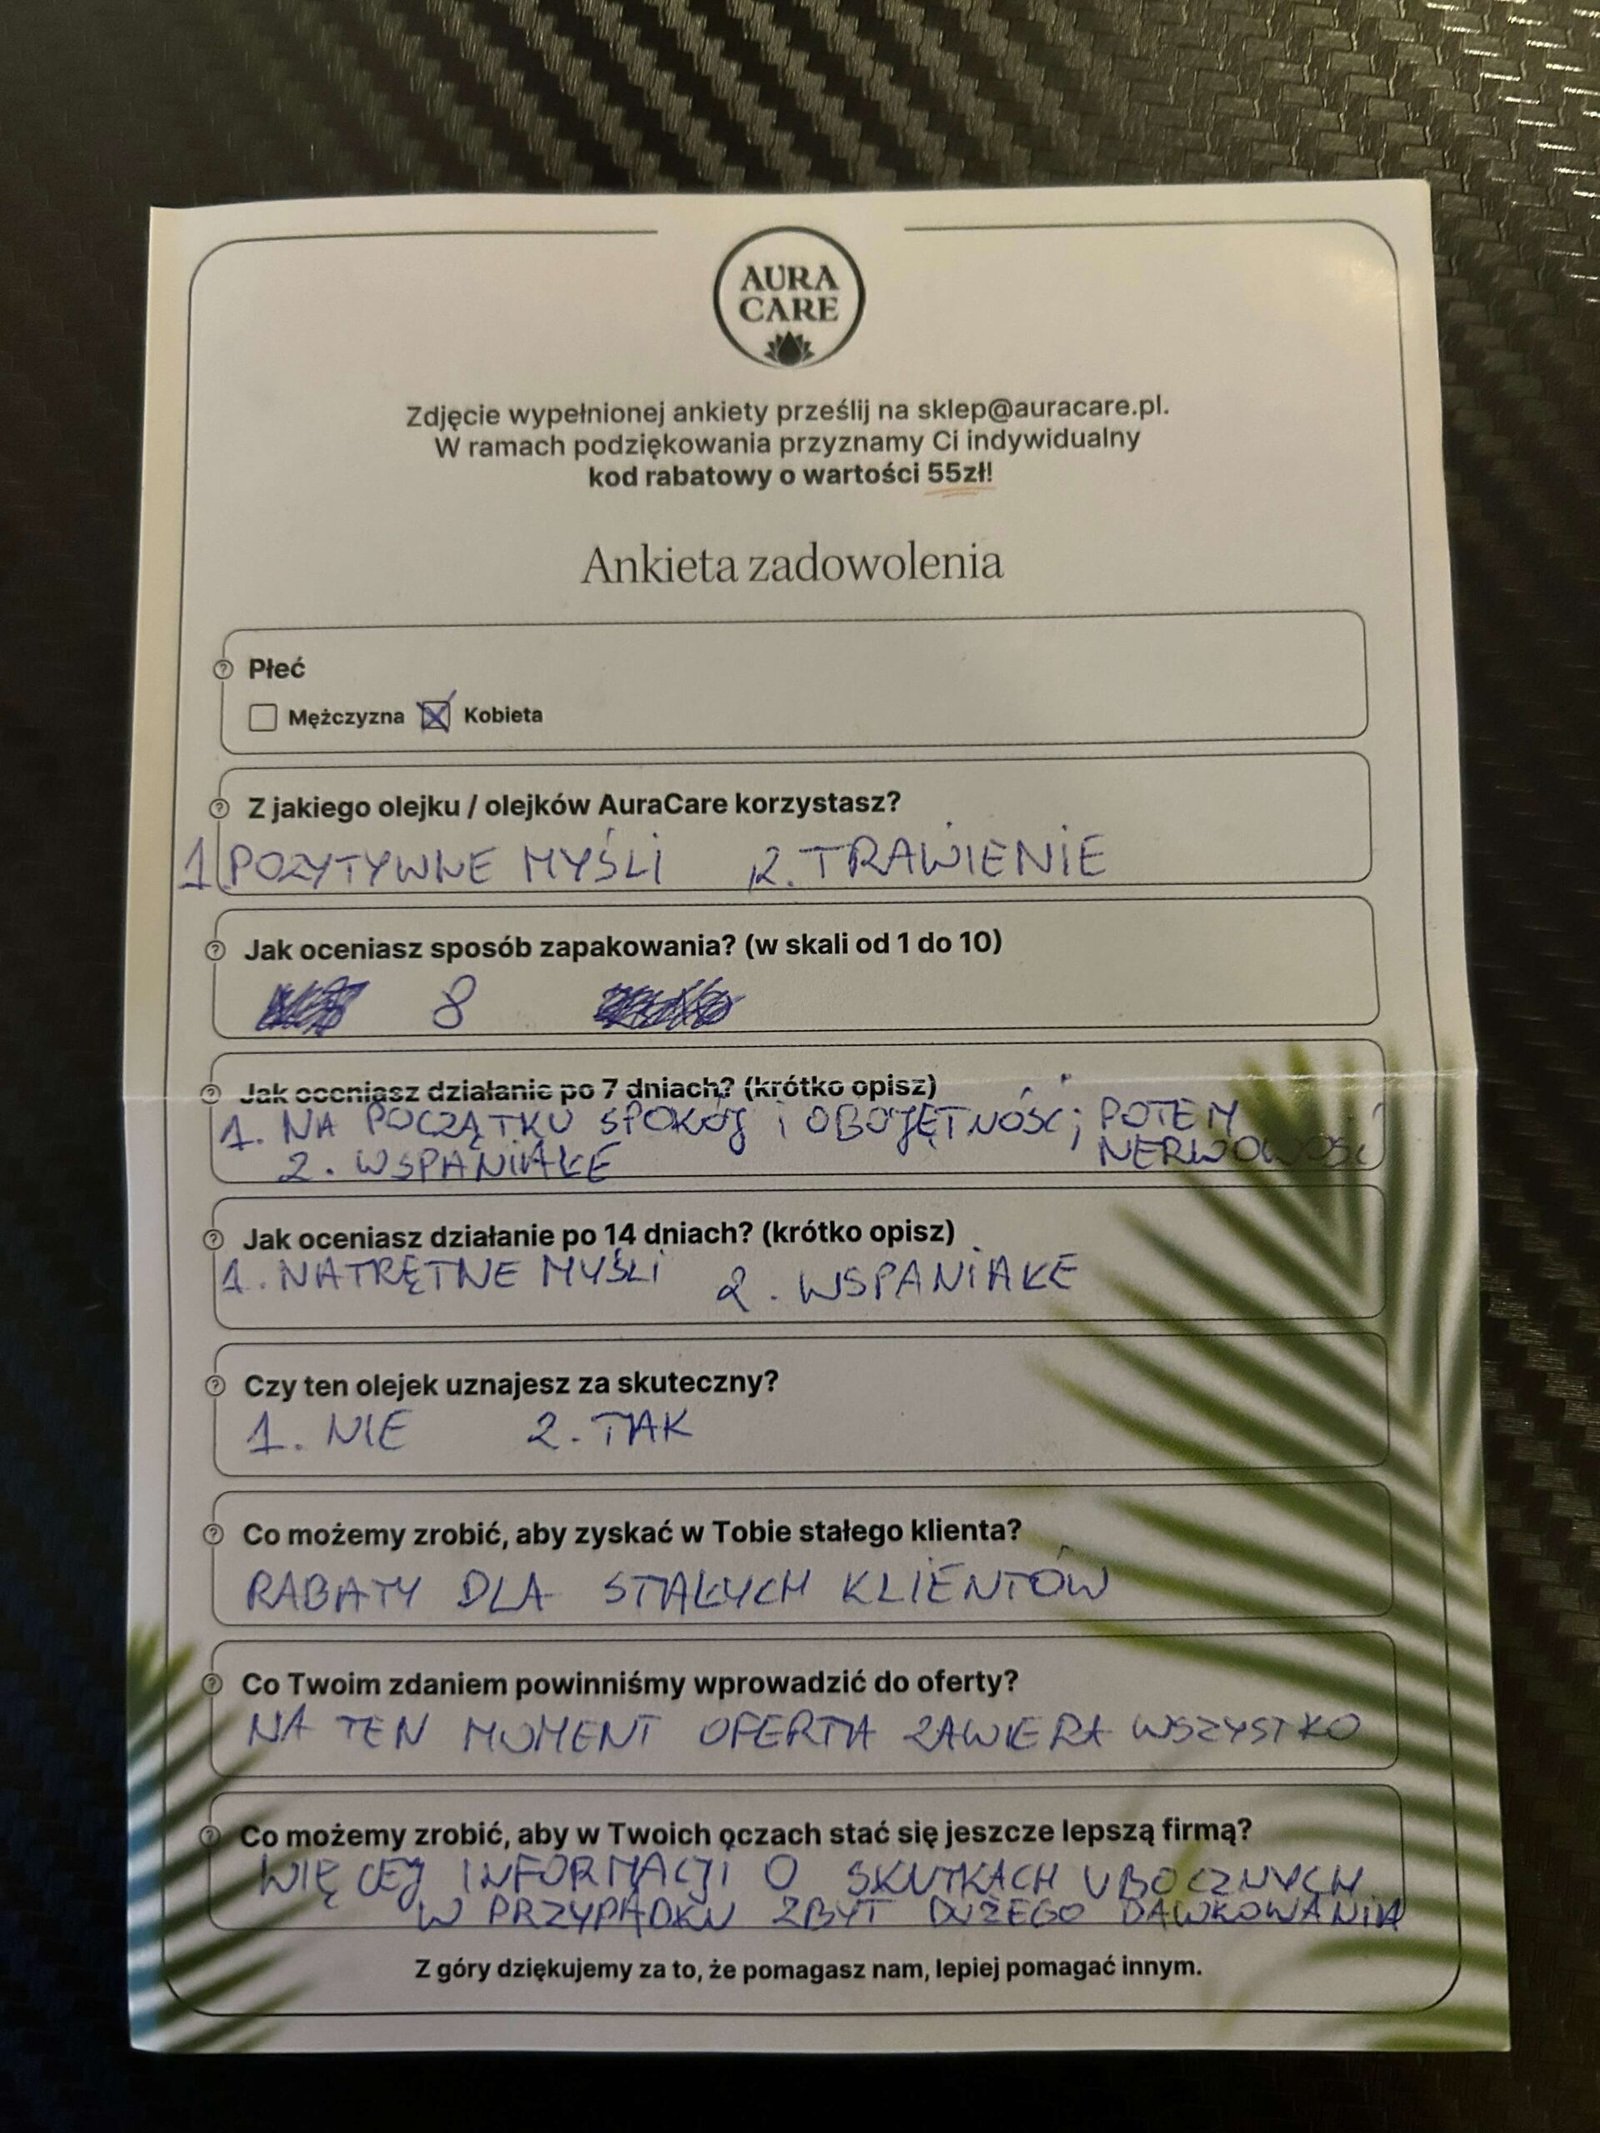 AURA
CARE
Zdjęcie wypełnionej ankiety prześlij na sklep@auracare.pl.
W ramach podziękowania przyznamy Ci indywidualny
kod rabatowy o wartości 55zł!
Ankieta zadowolenia
Płeć
Mężczyzna Kobieta
Z jakiego olejku / olejków AuraCare korzystasz?
1 POZYTYWNE MYŚLI 2. TRAWIENIE
Jak oceniasz sposób zapakowania? (w skali od 1 do 10)
8
Jak oceniasz działanie po 7 dniach? (krótko opisz)
1. NA POCZĄTKU SPOKÓJ i OBOJĘTNOŚĆ; POTEM
NERWOWOŚĆ
2. WSPANIAŁE
Jak oceniasz działanie po 14 dniach? (krótko opisz)
1. NATRĘTNE MYŚLI 2. WSPANIAŁE
Czy ten olejek uznajesz za skuteczny?
1. NIE 2. TAK
Co możemy zrobić, aby zyskać w Tobie stałego klienta?
RABATY DLA STAŁYCH KLIENTÓW
Co Twoim zdaniem powinniśmy wprowadzić do oferty?
NA TEN MOMENT OFERTA ZAWIERA WSZYSTKO
Co możemy zrobić, aby w Twoich oczach stać się jeszcze lepszą firmą?
WIĘCEJ INFORMACJI O SKUTKACH UBOCZNYCH
W PRZYPADKU ZBYT DUŻEGO DAWKOWANIA
Z góry dziękujemy za to, że pomagasz nam, lepiej pomagać innym.